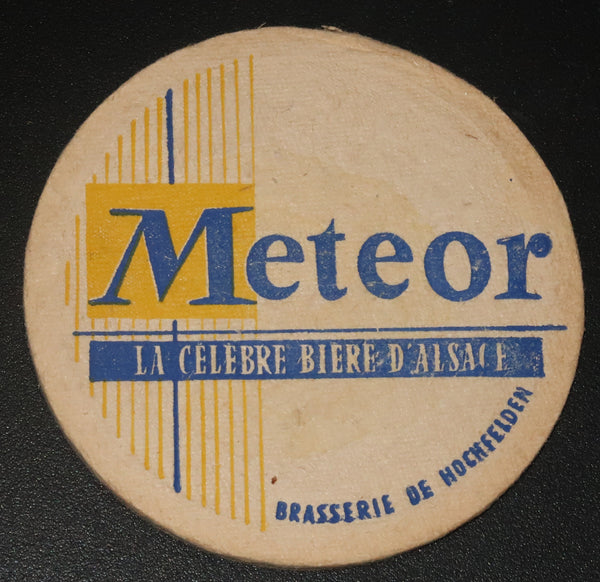 Meteor
LA CÉLÈBRE BIÈRE D'ALSACE
BRASSERIE DE HOCHFELDEN